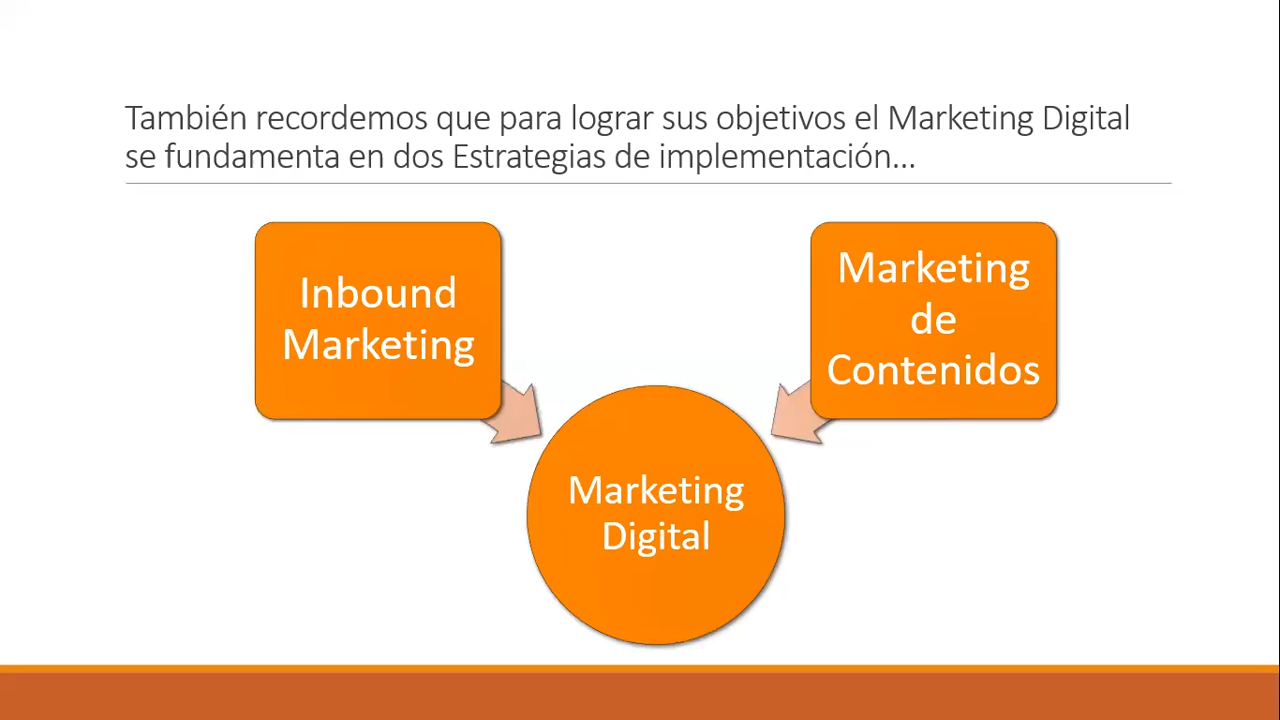 También recordemos que para lograr sus objetivos el Marketing Digital
se fundamenta en dos Estrategias de implementación...
Inbound
Marketing
Marketing
de
Contenidos
Marketing
Digital